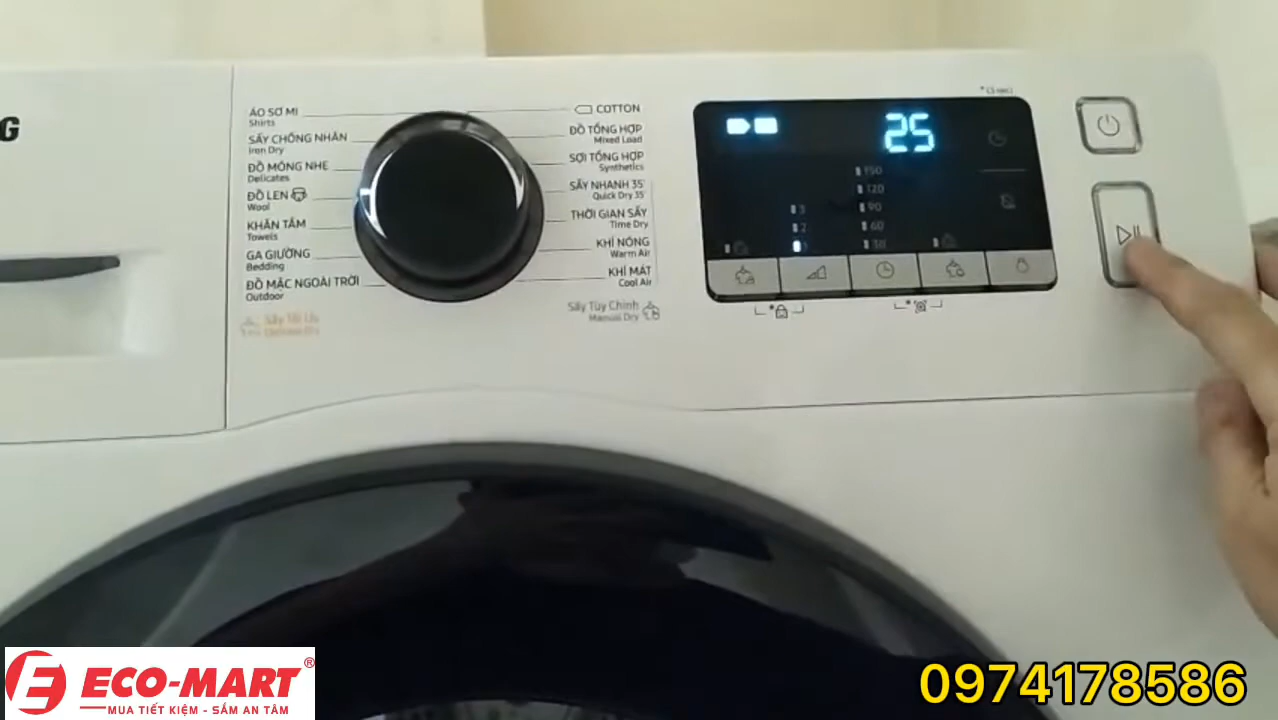 G
ÁO SƠ MI
Shirts
SẤY CHỐNG NHĂN
Iron Dry
ĐỒ MỎNG NHẸ
Delicates
ĐỒ LEN
Wool
KHĂN TẮM
Towels
GA GIƯỜNG
Bedding
ĐỒ MẶC NGOÀI TRỜI
Outdoor
Sấy Tối Ưu
COTTON
ĐỒ TỔNG HỢP
Mixed Load
SỢI TỔNG HỢP
Synthetics
SẤY NHANH 35'
Quick Dry 35'
THỜI GIAN SẤY
Time Dry
KHÍ NÓNG
Warm Air
KHÍ MÁT
Cool Air
Sấy Tùy Chỉnh
Manual Dry
25
150
120
90
60
30
3
2
1
ECO-MART®
MUA TIẾT KIỆM - SẮM AN TÂM
0974178586